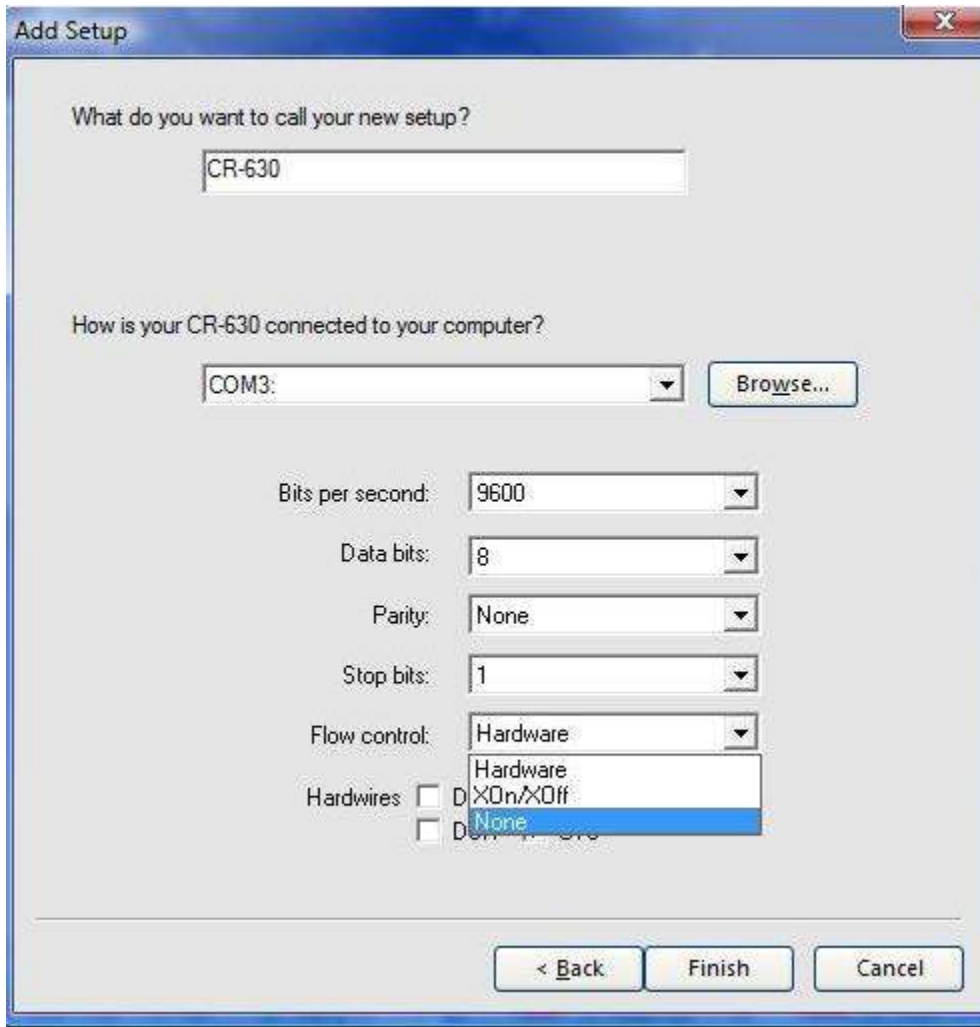 Add Setup
What do you want to call your new setup?
CR-630
How is your CR-630 connected to your computer?
COM3:
Browse...
Bits per second: 9600
Data bits: 8
Parity: None
Stop bits: 1
Flow control: Hardware
Hardware
XOn/XOff
None
Hardwires
< Back Finish Cancel